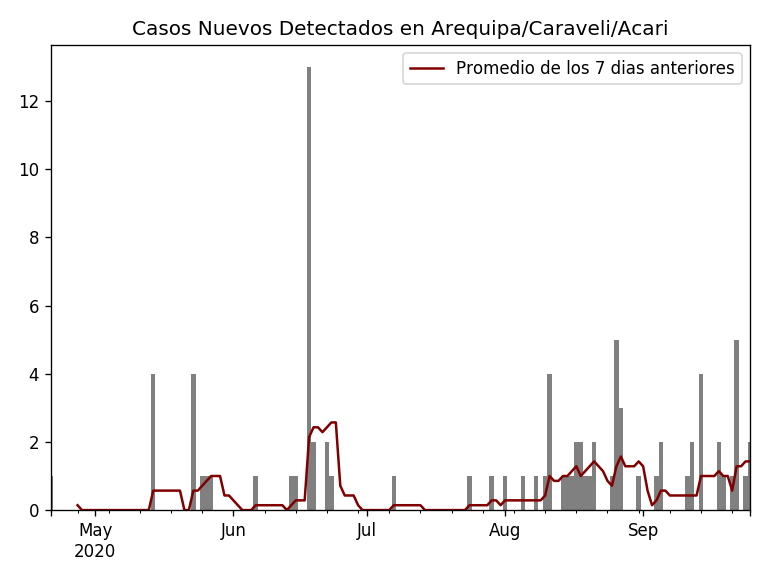 Casos Nuevos Detectados en Arequipa/Caraveli/Acari
Promedio de los 7 dias anteriores
12
10
8
6
4
2
0
May Jun Jul Aug Sep
2020